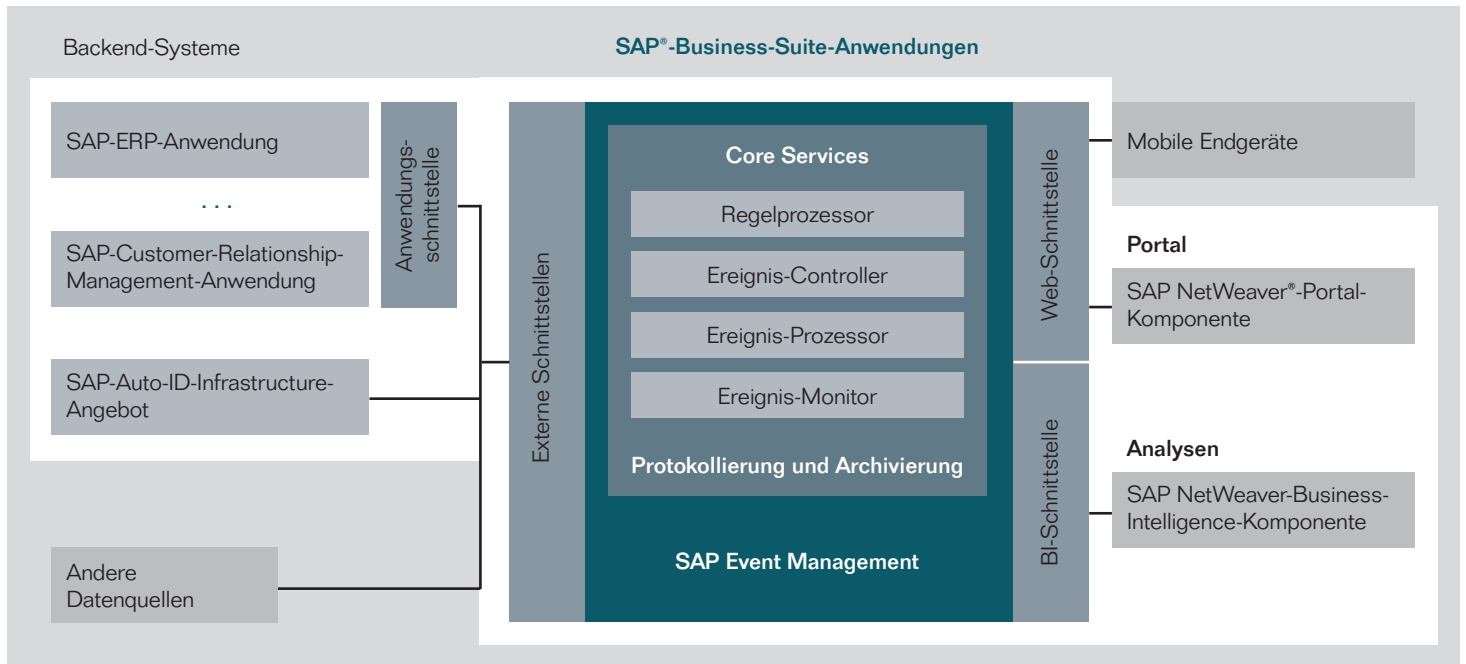 Backend-Systeme
SAP®-Business-Suite-Anwendungen
SAP-ERP-Anwendung
. . .
SAP-Customer-Relationship-
Management-Anwendung
SAP-Auto-ID-Infrastructure-
Angebot
Andere
Datenquellen
Anwendungs-
schnittstelle
Externe Schnittstellen
Core Services
Regelprozessor
Ereignis-Controller
Ereignis-Prozessor
Ereignis-Monitor
Protokollierung und Archivierung
SAP Event Management
Web-Schnittstelle
BI-Schnittstelle
Mobile Endgeräte
Portal
SAP NetWeaver®-Portal-
Komponente
Analysen
SAP NetWeaver-Business-
Intelligence-Komponente